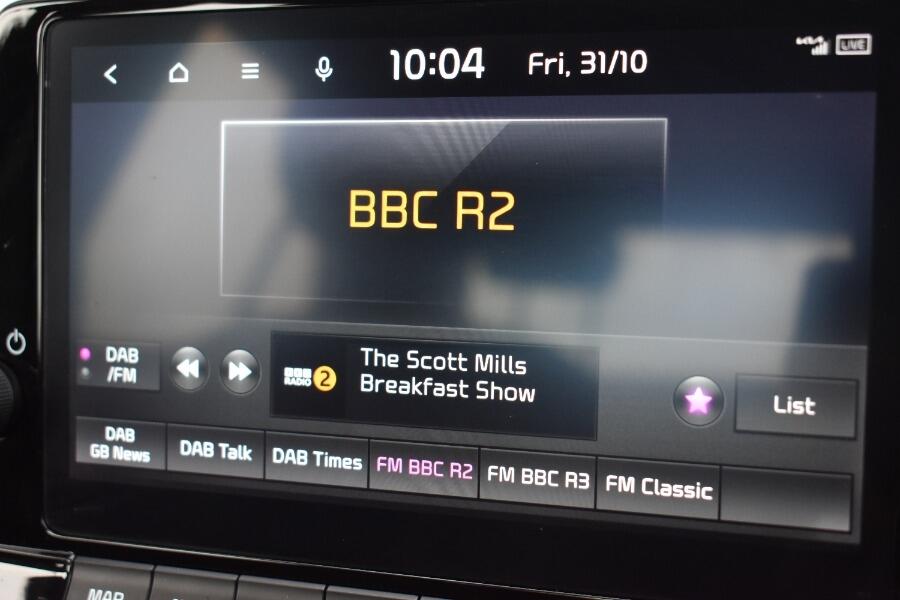 10:04 Fri, 31/10
LIVE
BBC R2
DAB
/FM
BBC
RADIO 2
The Scott Mills
Breakfast Show
List
DAB
GB News
DAB Talk
DAB Times
FM BBC R2
FM BBC R3
FM Classic
MAP